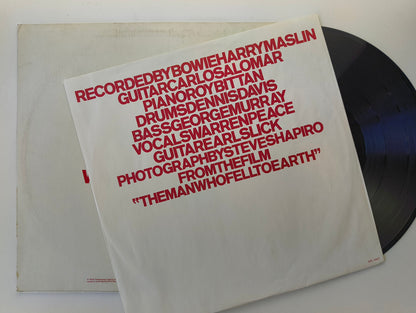 RECORDEDBYBOWIEHARRYMASLIN
GUITARCARLOSALOMAR
PIANOROYBITTAN
DRUMSDENNISDAVIS
BASSGEORGEMURRAY
VOCALSWARRENPEACE
GUITAREARLSLICK
PHOTOGRAPHBYSTEVESHAPIRO
FROMTHEFILM
"THEMANWHOFELLTOEARTH"